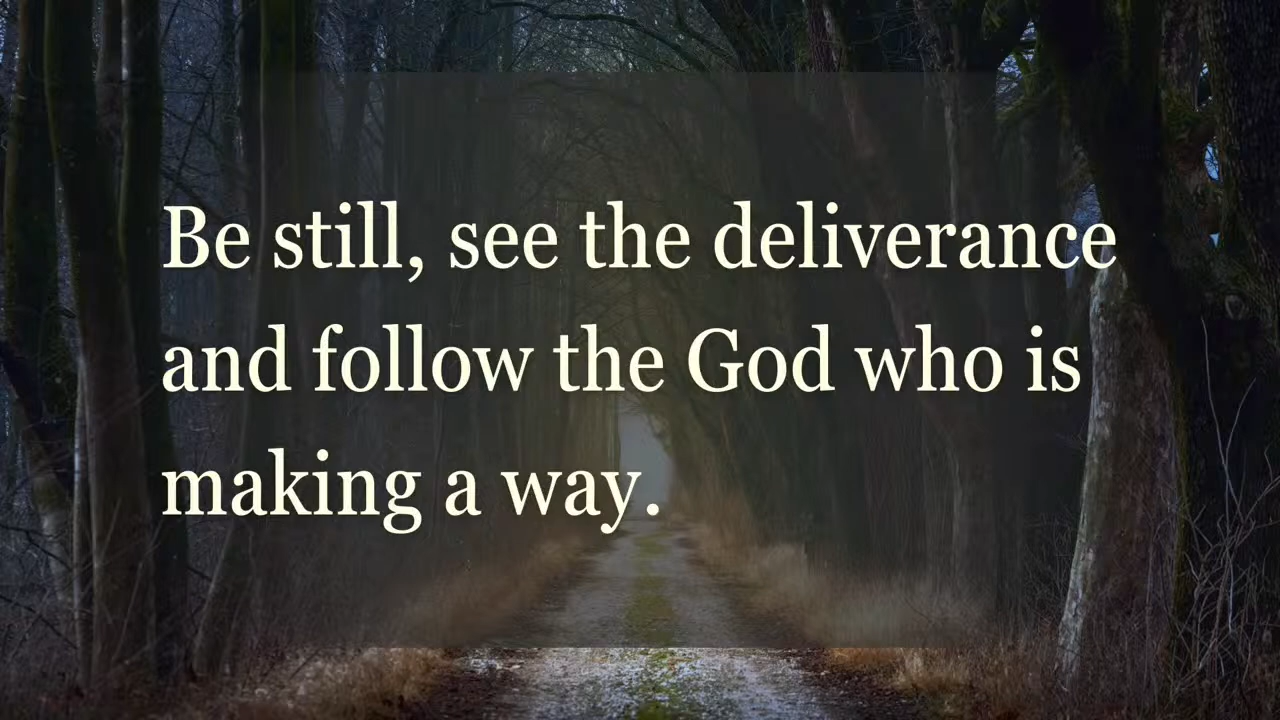 Be still, see the deliverance
and follow the God who is
making a way.